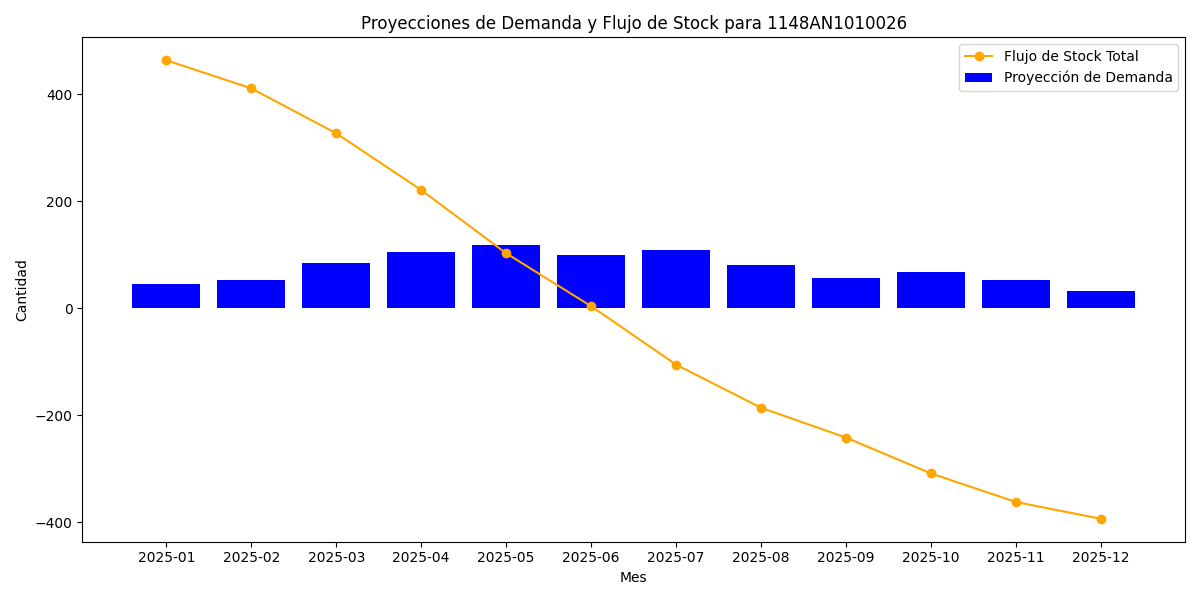 Proyecciones de Demanda y Flujo de Stock para 1148AN1010026
Flujo de Stock Total
Proyección de Demanda
Cantidad
400
200
0
−200
−400
2025-01 2025-02 2025-03 2025-04 2025-05 2025-06 2025-07 2025-08 2025-09 2025-10 2025-11 2025-12
Mes